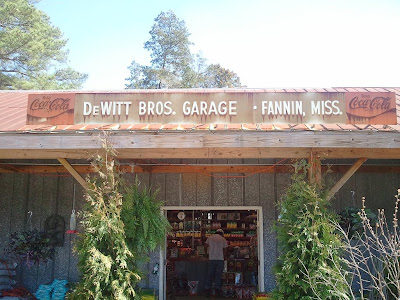 Coca-Cola DeWITT BROS. GARAGE · FANNIN, MISS. Coca-Cola